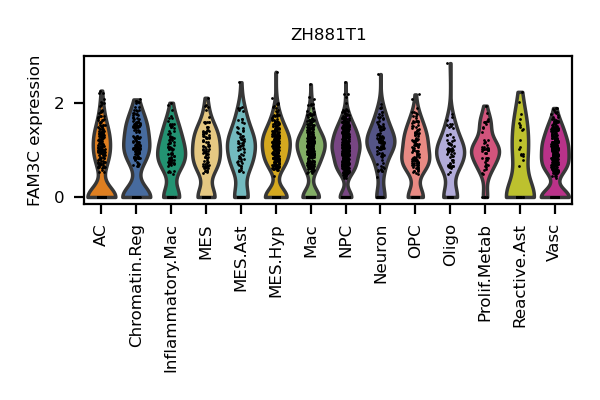 ZH881T1
FAM3C expression
2
0
AC
Chromatin.Reg
Inflammatory.Mac
MES
MES.Ast
MES.Hyp
Mac
NPC
Neuron
OPC
Oligo
Prolif.Metab
Reactive.Ast
Vasc